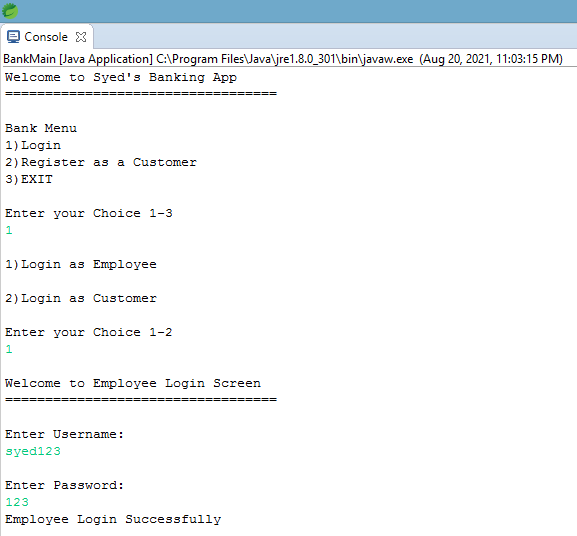 Console
BankMain [Java Application] C:\Program Files\Java\jre1.8.0_301\bin\javaw.exe (Aug 20, 2021, 11:03:15 PM)
Welcome to Syed's Banking App
==================================
Bank Menu
1)Login
2)Register as a Customer
3)EXIT
Enter your Choice 1-3
1
1)Login as Employee
2)Login as Customer
Enter your Choice 1-2
1
Welcome to Employee Login Screen
==================================
Enter Username:
syed123
Enter Password:
123
Employee Login Successfully